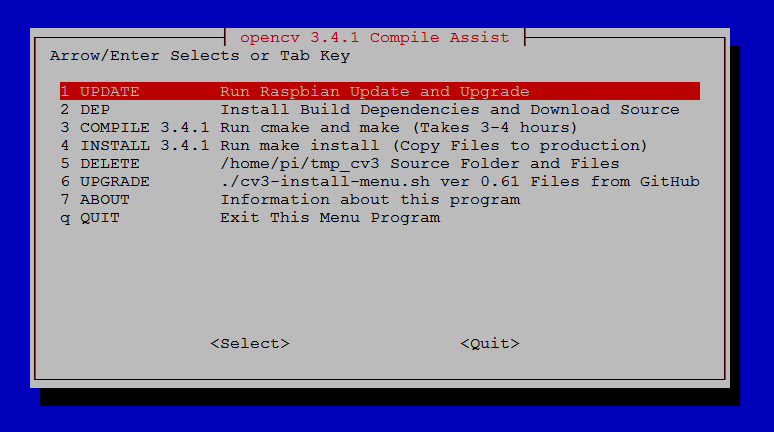 opencv 3.4.1 Compile Assist
Arrow/Enter Selects or Tab Key
1 UPDATE Run Raspbian Update and Upgrade
2 DEP Install Build Dependencies and Download Source
3 COMPILE 3.4.1 Run cmake and make (Takes 3-4 hours)
4 INSTALL 3.4.1 Run make install (Copy Files to production)
5 DELETE /home/pi/tmp_cv3 Source Folder and Files
6 UPGRADE ./cv3-install-menu.sh ver 0.61 Files from GitHub
7 ABOUT Information about this program
q QUIT Exit This Menu Program
<Select> <Quit>